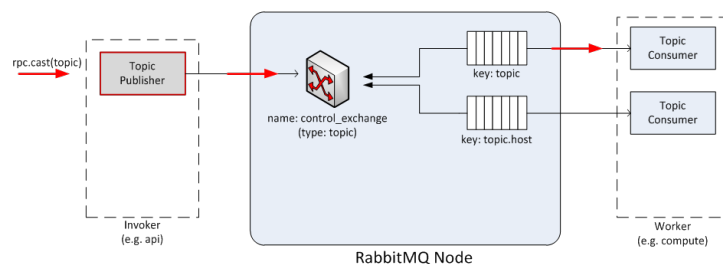 rpc.cast(topic)
Topic
Publisher
name: control_exchange
(type: topic)
key: topic
key: topic.host
Topic
Consumer
Topic
Consumer
Invoker
(e.g. api)
Worker
(e.g. compute)
RabbitMQ Node